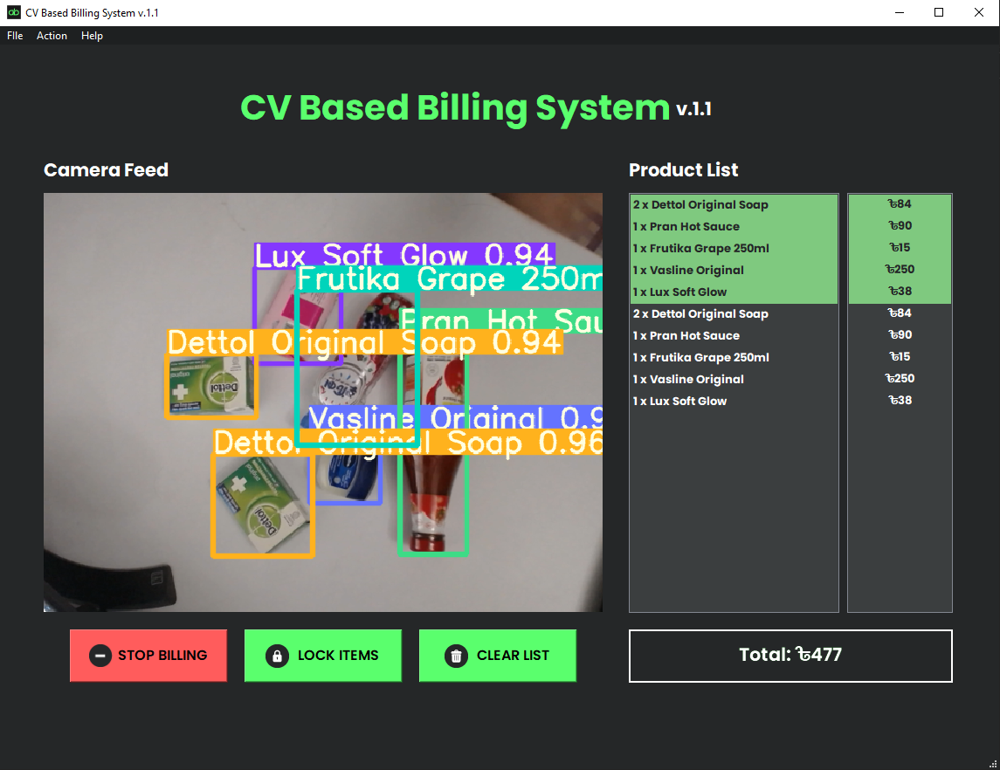 CV Based Billing System v.1.1
FIle Action Help
CV Based Billing System v.1.1
Camera Feed
Lux Soft Glow 0.94
Frutika Grape 250m
Pran Hot Sau
Dettol Original Soap 0.94
Dettol
Vasline Original 0.9
Dettol Original Soap 0.96
Dettol
STOP BILLING
LOCK ITEMS
CLEAR LIST
Product List
2 x Dettol Original Soap ৳84
1 x Pran Hot Sauce ৳90
1 x Frutika Grape 250ml ৳15
1 x Vasline Original ৳250
1 x Lux Soft Glow ৳38
2 x Dettol Original Soap ৳84
1 x Pran Hot Sauce ৳90
1 x Frutika Grape 250ml ৳15
1 x Vasline Original ৳250
1 x Lux Soft Glow ৳38
Total: ৳477